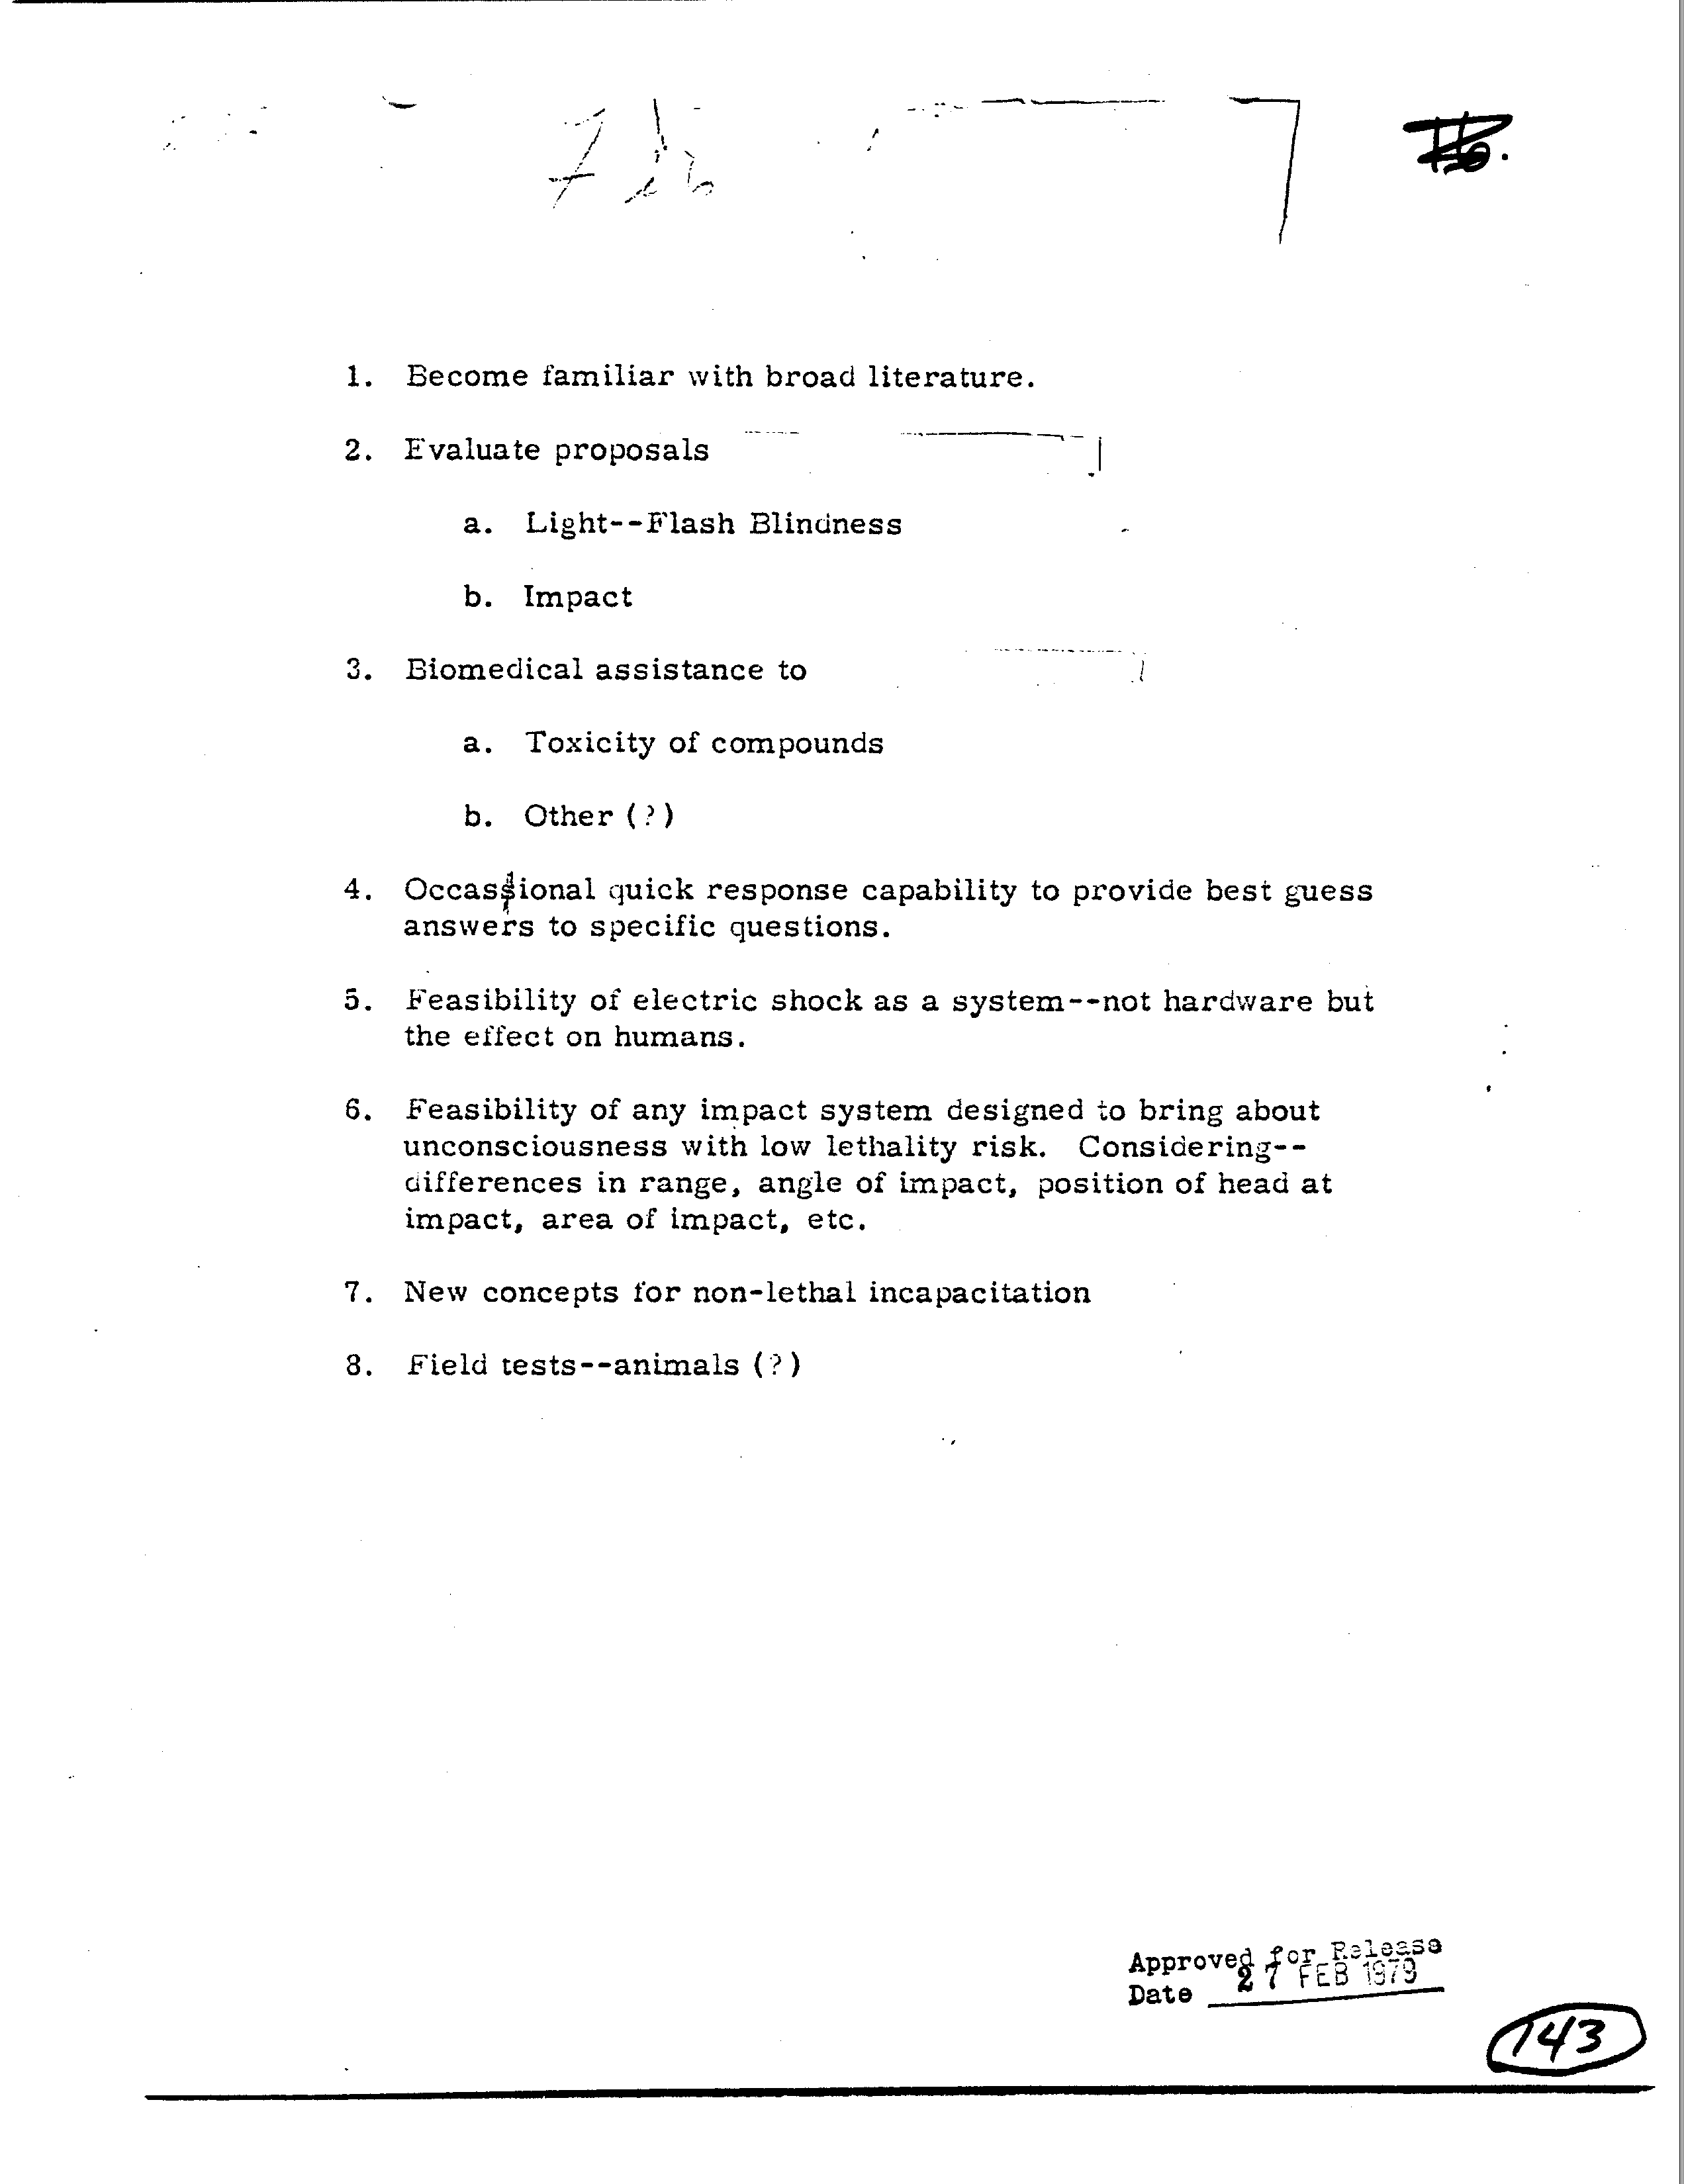 1. Become familiar with broad literature.
2. Evaluate proposals
a. Light--Flash Blindness
b. Impact
3. Biomedical assistance to
a. Toxicity of compounds
b. Other (?)
4. Occassional quick response capability to provide best guess
answers to specific questions.
5. Feasibility of electric shock as a system--not hardware but
the effect on humans.
6. Feasibility of any impact system designed to bring about
unconsciousness with low lethality risk. Considering--
differences in range, angle of impact, position of head at
impact, area of impact, etc.
7. New concepts for non-lethal incapacitation
8. Field tests--animals (?)
Approved for Release
Date 27 FEB 1979
143